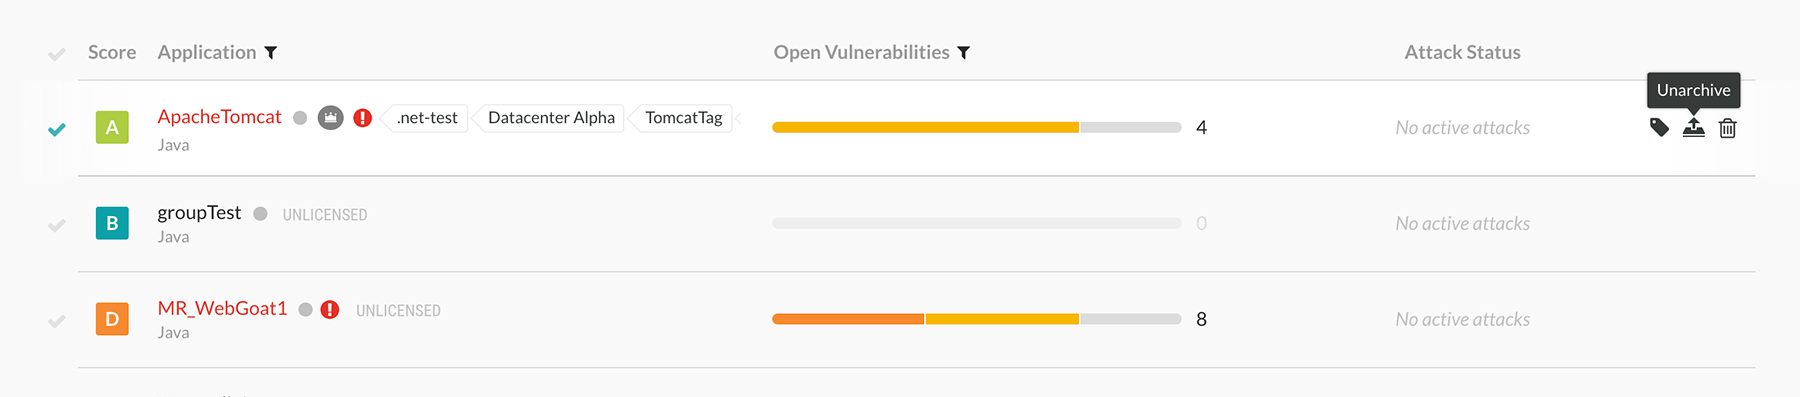 Score Application Open Vulnerabilities Attack Status
Unarchive
A ApacheTomcat .net-test Datacenter Alpha TomcatTag 4 No active attacks
Java
B groupTest UNLICENSED 0 No active attacks
Java
D MR_WebGoat1 UNLICENSED 8 No active attacks
Java